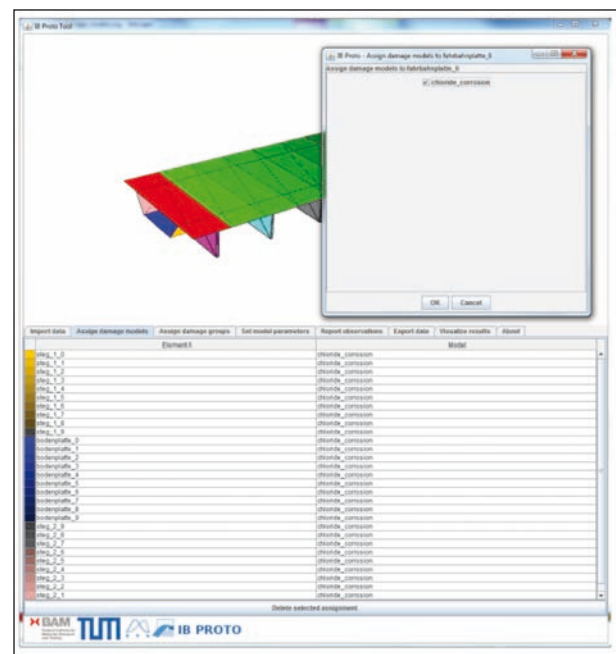 IB Proto Tool
IB Proto - Assign damage models to fahrbahnplatte_6
Assign damage models to fahrbahnplatte_6
chloride_corrosion
OK Cancel
Import data Assign damage models Assign damage groups Set model parameters Report observations Export data Visualize results About
Element Model
steg_1_0 chloride_corrosion
steg_1_1 chloride_corrosion
steg_1_2 chloride_corrosion
steg_1_3 chloride_corrosion
steg_1_4 chloride_corrosion
steg_1_5 chloride_corrosion
steg_1_6 chloride_corrosion
steg_1_7 chloride_corrosion
steg_1_8 chloride_corrosion
steg_1_9 chloride_corrosion
bodenplatte_0 chloride_corrosion
bodenplatte_1 chloride_corrosion
bodenplatte_2 chloride_corrosion
bodenplatte_3 chloride_corrosion
bodenplatte_4 chloride_corrosion
bodenplatte_5 chloride_corrosion
bodenplatte_6 chloride_corrosion
bodenplatte_7 chloride_corrosion
bodenplatte_8 chloride_corrosion
bodenplatte_9 chloride_corrosion
steg_2_9 chloride_corrosion
steg_2_8 chloride_corrosion
steg_2_7 chloride_corrosion
steg_2_6 chloride_corrosion
steg_2_5 chloride_corrosion
steg_2_4 chloride_corrosion
steg_2_3 chloride_corrosion
steg_2_2 chloride_corrosion
steg_2_1 chloride_corrosion
Delete selected assignment
BAM TUM IB PROTO